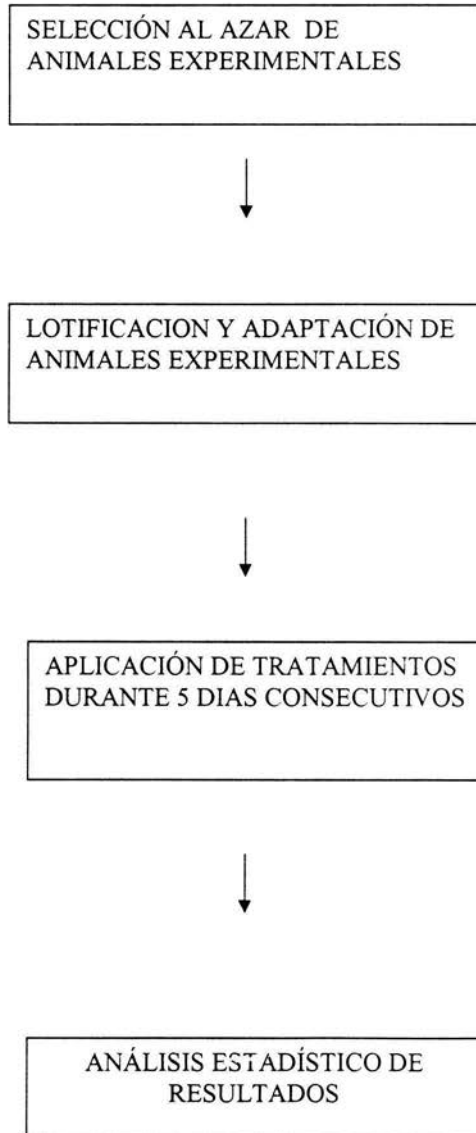 SELECCIÓN AL AZAR DE
ANIMALES EXPERIMENTALES
LOTIFICACION Y ADAPTACIÓN DE
ANIMALES EXPERIMENTALES
APLICACIÓN DE TRATAMIENTOS
DURANTE 5 DIAS CONSECUTIVOS
ANÁLISIS ESTADÍSTICO DE
RESULTADOS